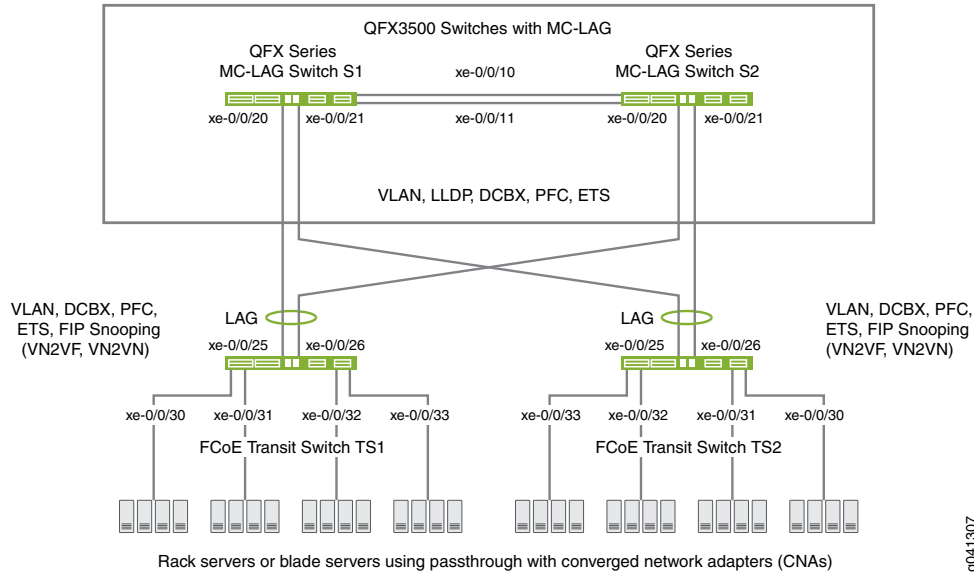 QFX3500 Switches with MC-LAG
QFX Series
MC-LAG Switch S1
QFX Series
MC-LAG Switch S2
xe-0/0/10
xe-0/0/20
xe-0/0/21
xe-0/0/11
xe-0/0/20
xe-0/0/21
VLAN, LLDP, DCBX, PFC, ETS
VLAN, DCBX, PFC,
ETS, FIP Snooping
(VN2VF, VN2VN)
LAG
LAG
VLAN, DCBX, PFC,
ETS, FIP Snooping
(VN2VF, VN2VN)
xe-0/0/25
xe-0/0/26
xe-0/0/25
xe-0/0/26
xe-0/0/30
xe-0/0/31
xe-0/0/32
xe-0/0/33
xe-0/0/33
xe-0/0/32
xe-0/0/31
xe-0/0/30
FCoE Transit Switch TS1
FCoE Transit Switch TS2
Rack servers or blade servers using passthrough with converged network adapters (CNAs)
g041307